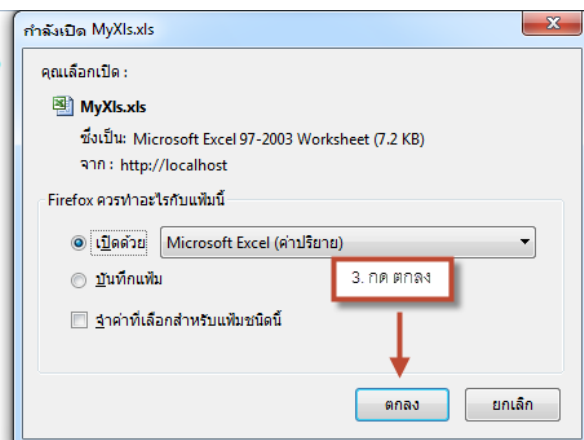 กำลังเปิด MyXls.xls
คุณเลือกเปิด :
MyXls.xls
ซึ่งเป็น: Microsoft Excel 97-2003 Worksheet (7.2 KB)
จาก : http://localhost
Firefox ควรทำอะไรกับแฟ้มนี้
เปิดด้วย Microsoft Excel (ค่าปริยาย)
บันทึกแฟ้ม
3. กด ตกลง
จำค่าที่เลือกสำหรับแฟ้มชนิดนี้
ตกลง ยกเลิก